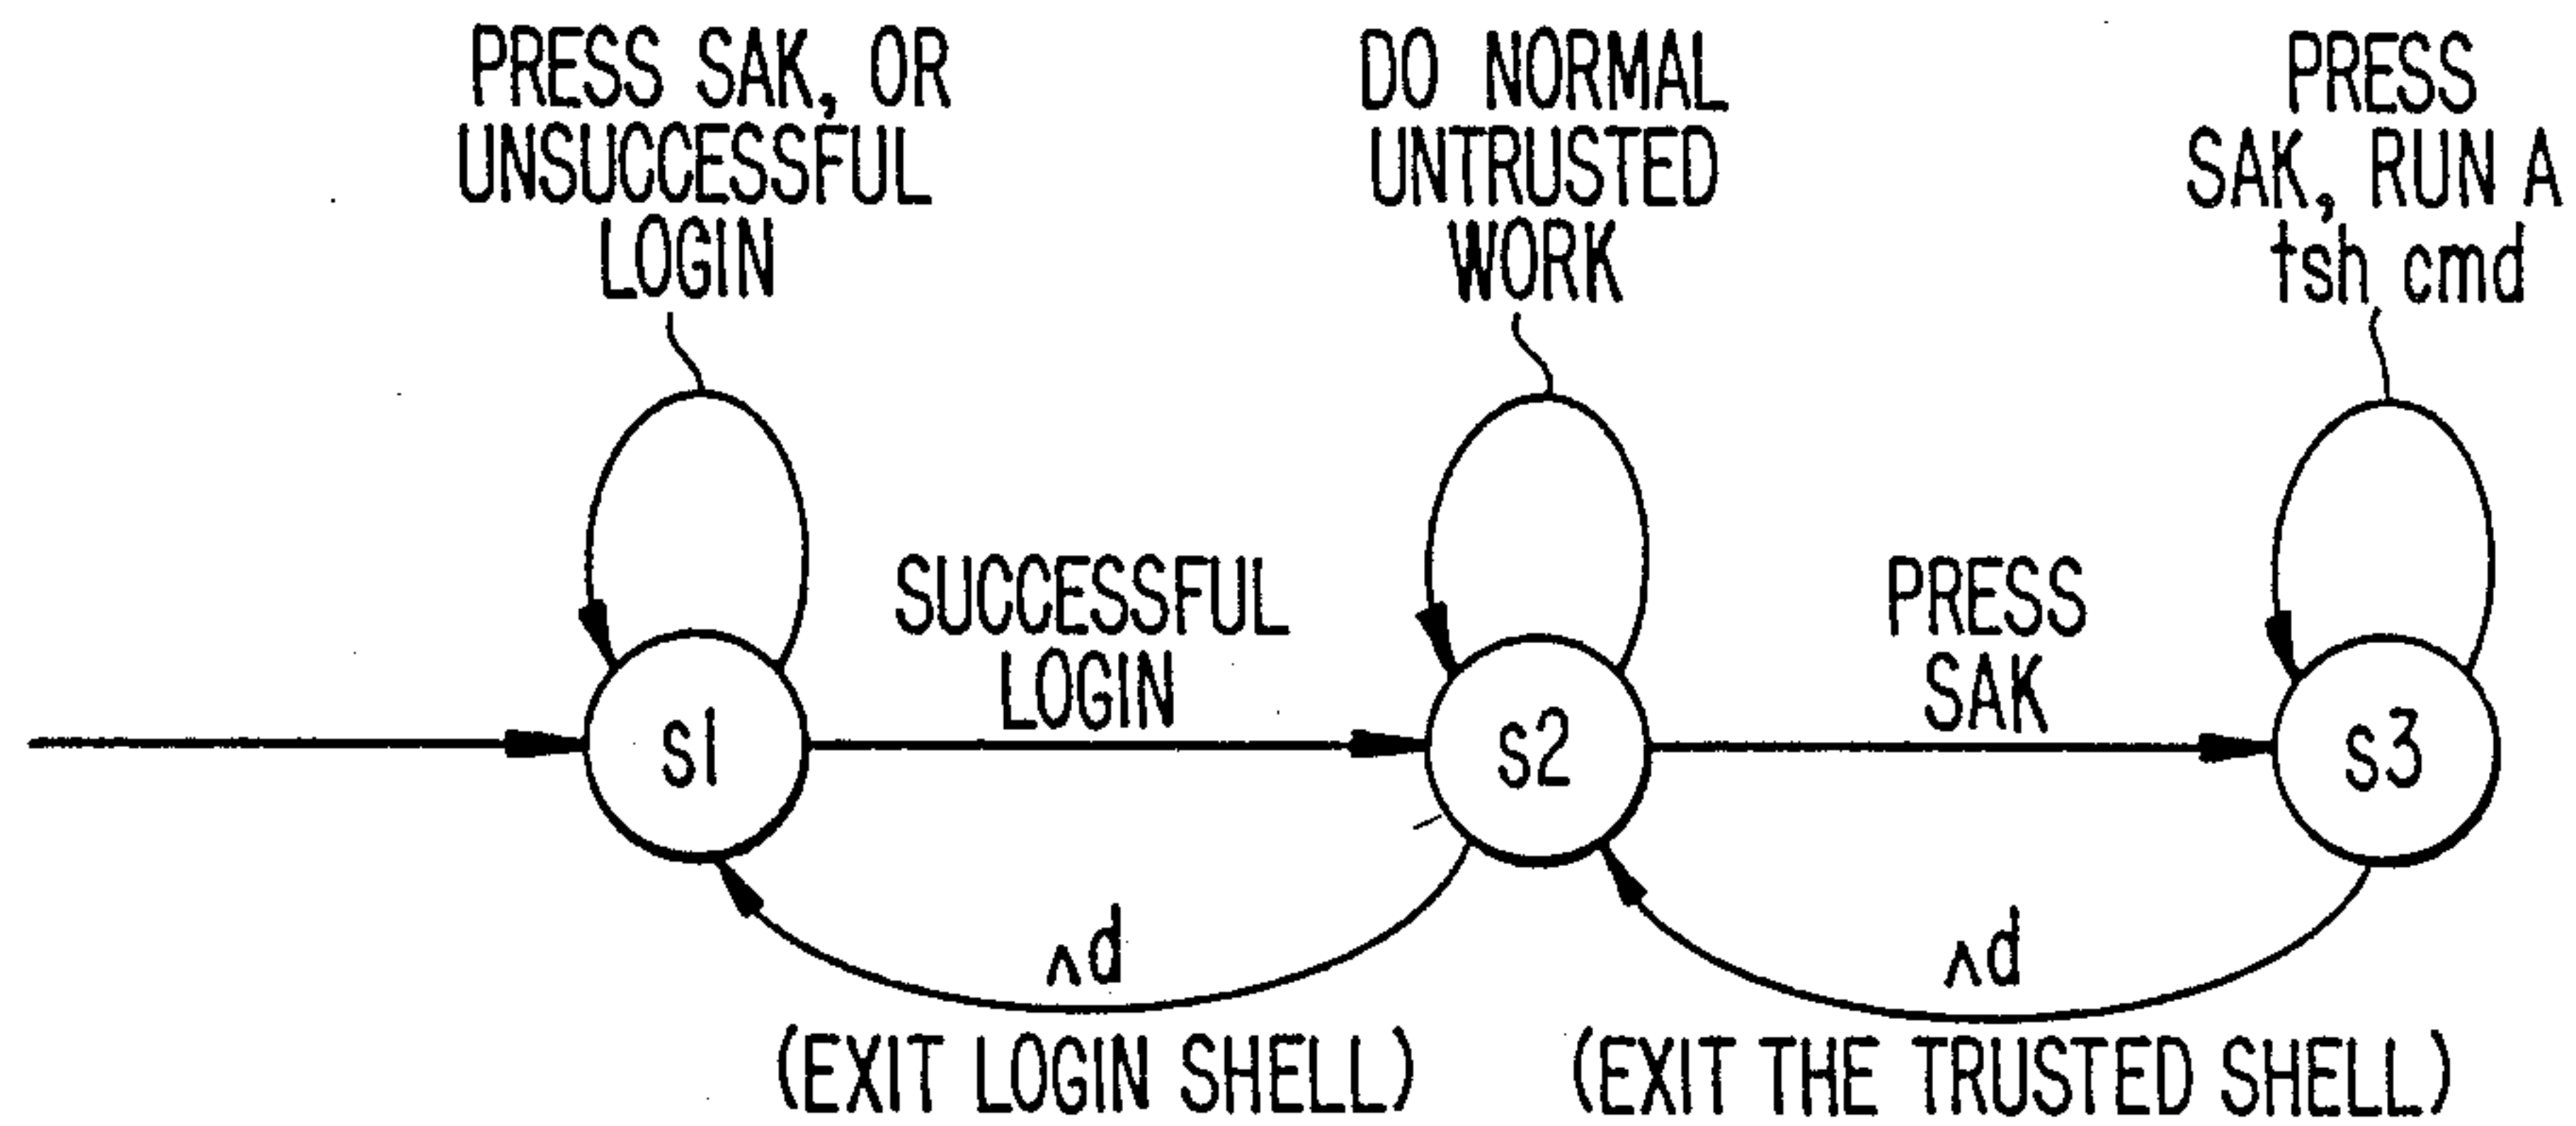 PRESS SAK, OR
UNSUCCESSFUL
LOGIN
DO NORMAL
UNTRUSTED
WORK
PRESS
SAK, RUN A
tsh cmd
SUCCESSFUL
LOGIN
PRESS
SAK
s1
s2
s3
^d
(EXIT LOGIN SHELL)
^d
(EXIT THE TRUSTED SHELL)